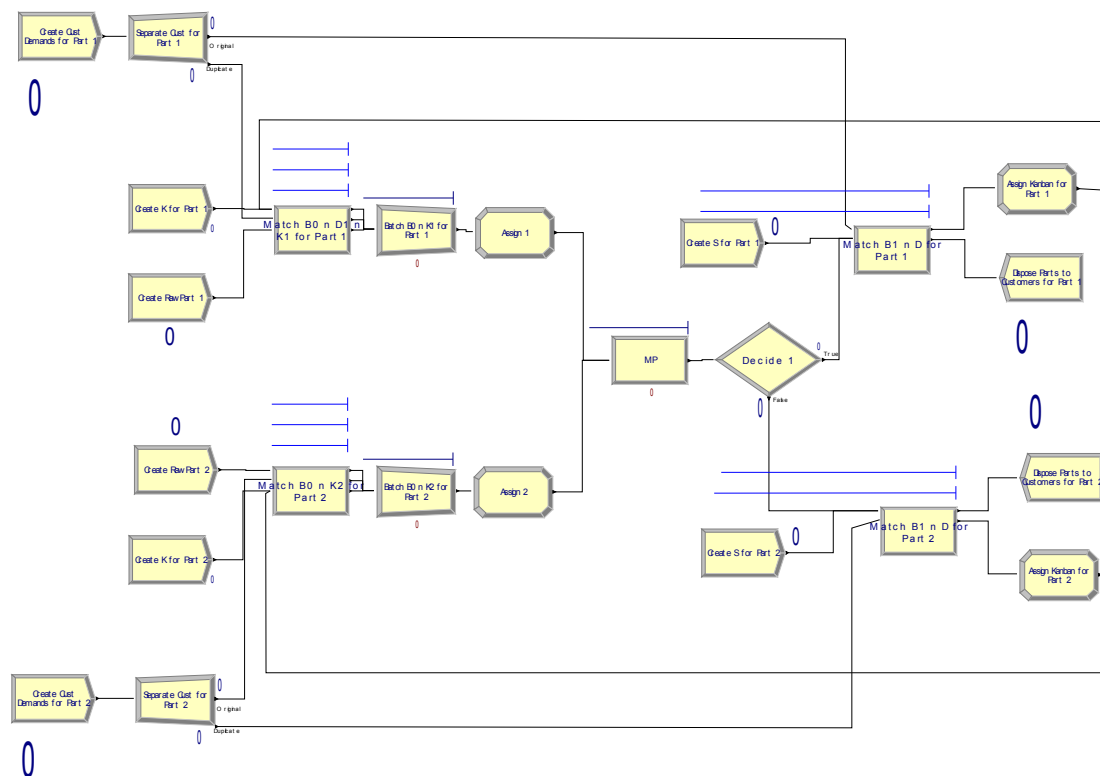 Create Cust
Demands for Part 1
Separate Cust for
Part 1
0
Original
Duplicate
0
0
Create K for Part 1
0
Match B0 n D1 n
K1 for Part 1
Batch B0 n K1 for
Part 1
0
Assign 1
Create Raw Part 1
0
Create S for Part 1
0
Match B1 n D for
Part 1
Assign Kanban for
Part 1
Dispose Parts to
Customers for Part 1
0
MP
0
Decide 1
0
True
0
False
0
Create Raw Part 2
0
Match B0 n K2 for
Part 2
Batch B0 n K2 for
Part 2
0
Assign 2
Create K for Part 2
0
Create S for Part 2
0
Match B1 n D for
Part 2
Dispose Parts to
Customers for Part 2
Assign Kanban for
Part 2
Create Cust
Demands for Part 2
Separate Cust for
Part 2
0
Original
Duplicate
0
0